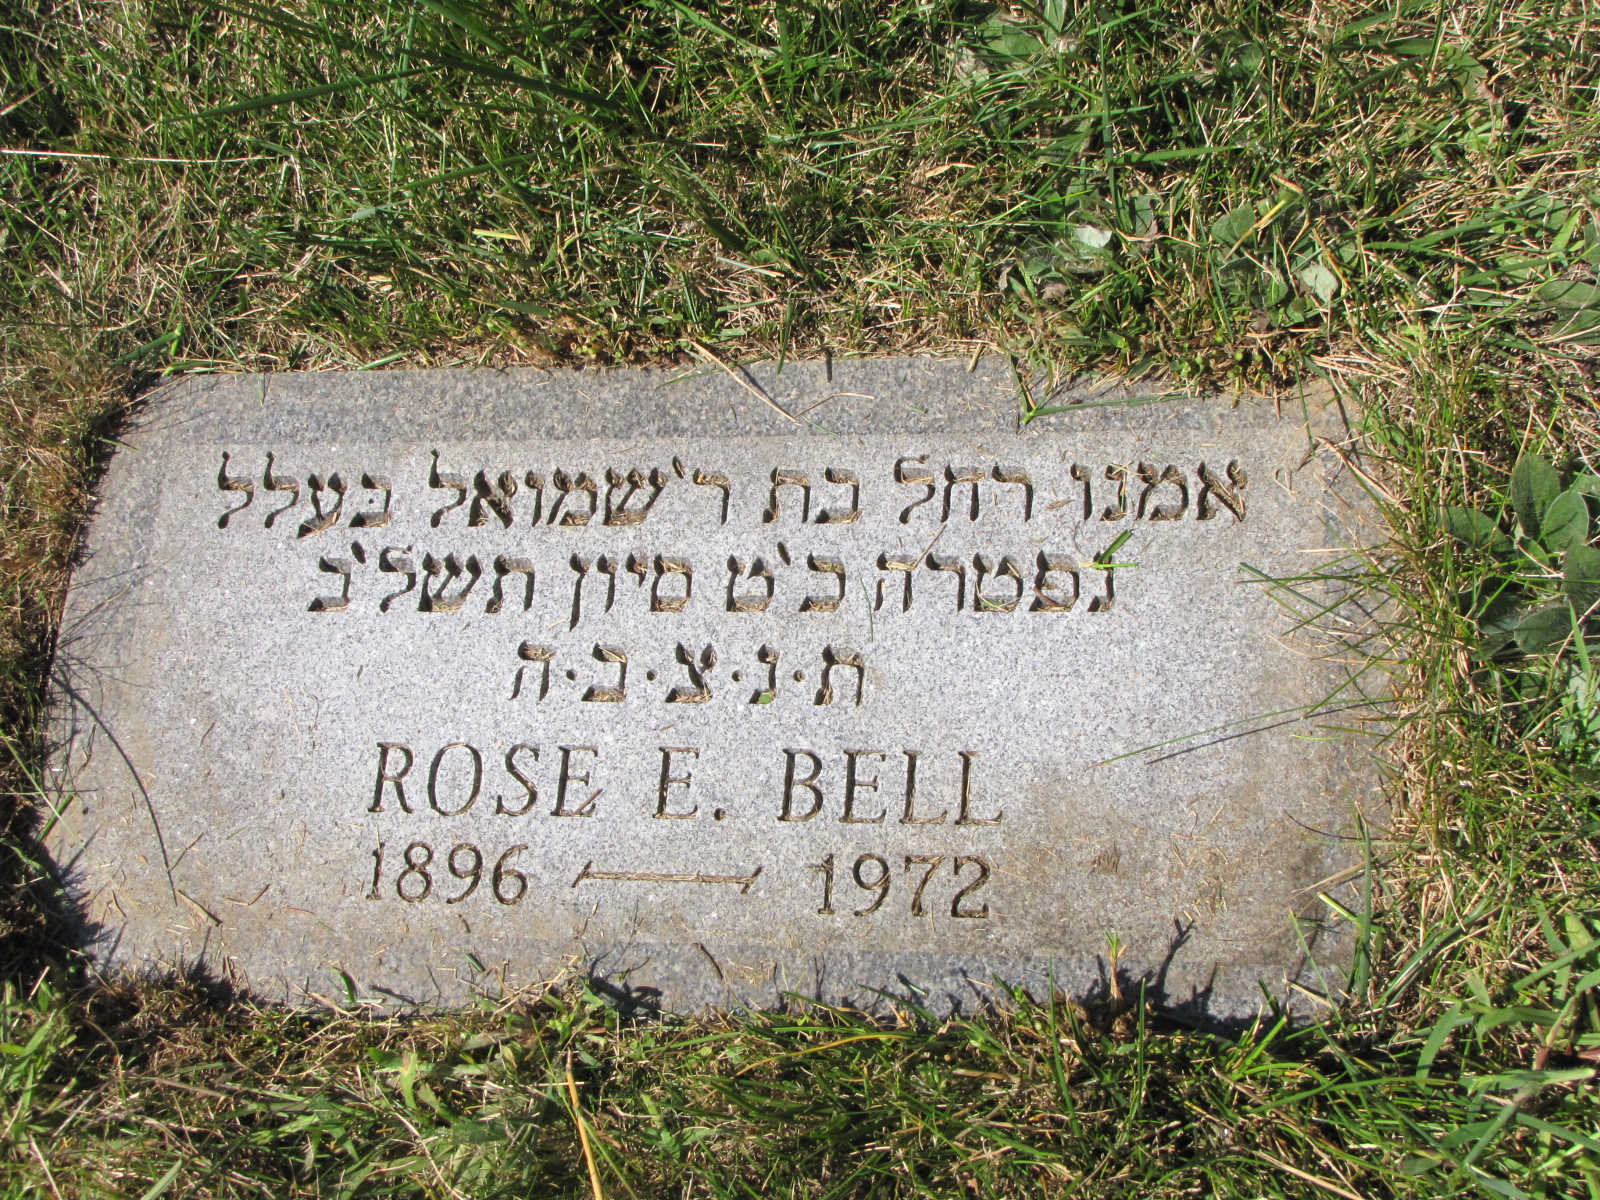 אמנו רחל בת ר'שמואל בעלל
נפטרה כ'ט סיון תשל'ב
ת·נ·צ·ב·ה
ROSE E. BELL
1896 — 1972